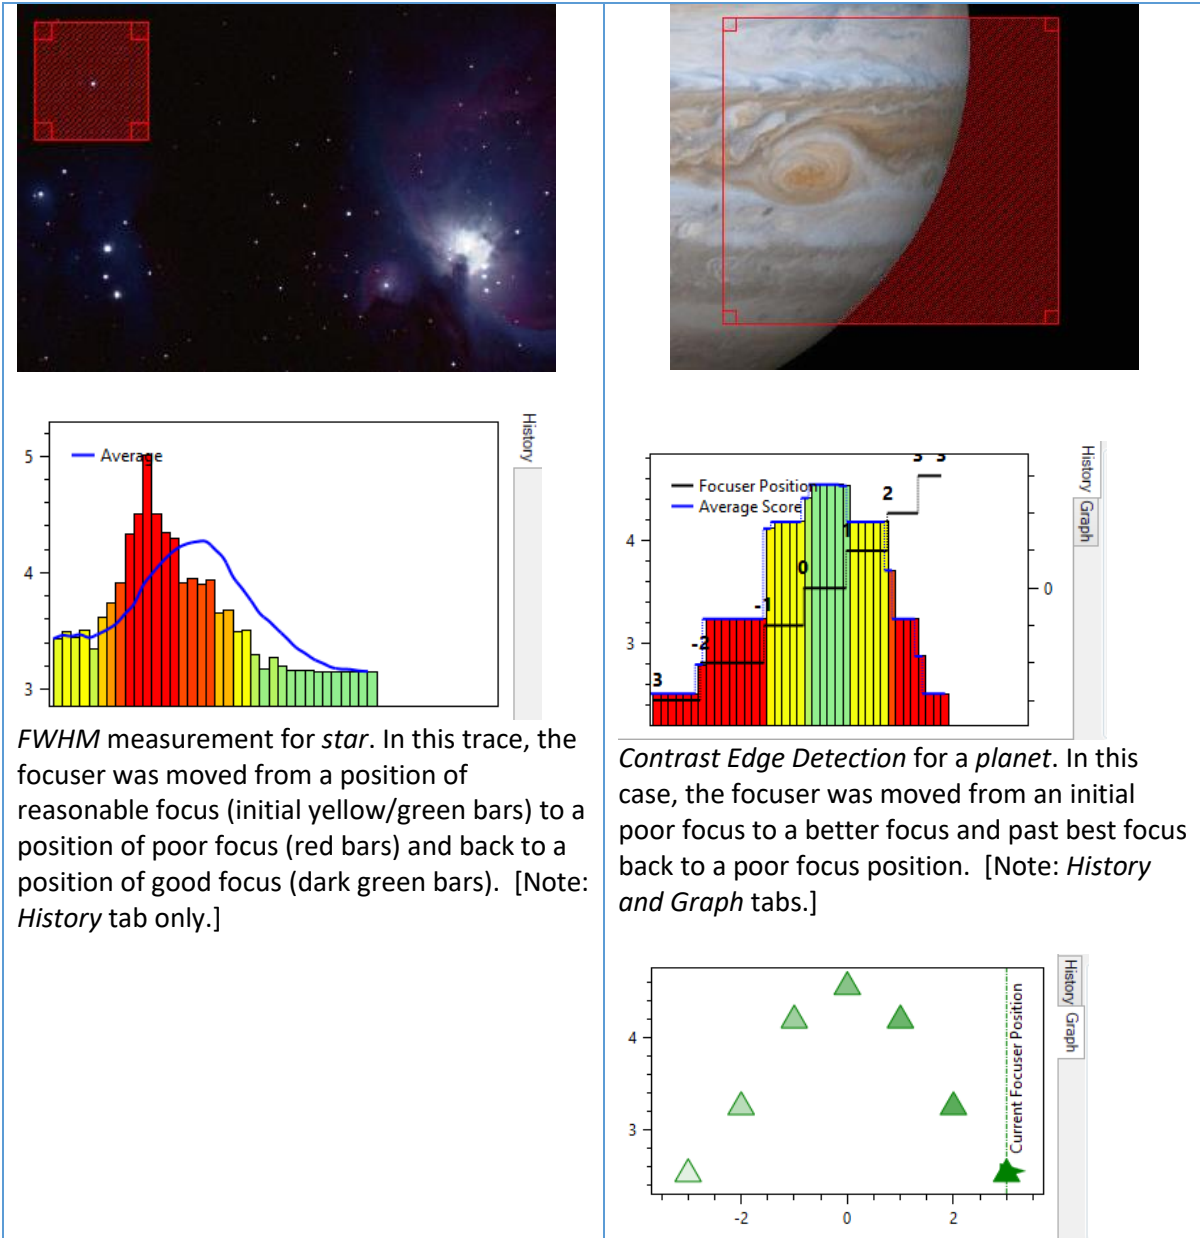 History
5
Average
4
3
FWHM measurement for star. In this trace, the
focuser was moved from a position of
reasonable focus (initial yellow/green bars) to a
position of poor focus (red bars) and back to a
position of good focus (dark green bars).  [Note:
History tab only.]
History
Graph
Focuser Position
Average Score
3 3
2
1
4
0
0
-1
3
-2
3
Contrast Edge Detection for a planet. In this
case, the focuser was moved from an initial
poor focus to a better focus and past best focus
back to a poor focus position.  [Note: History
and Graph tabs.]
History
Graph
Current Focuser Position
4
3
-2 0 2